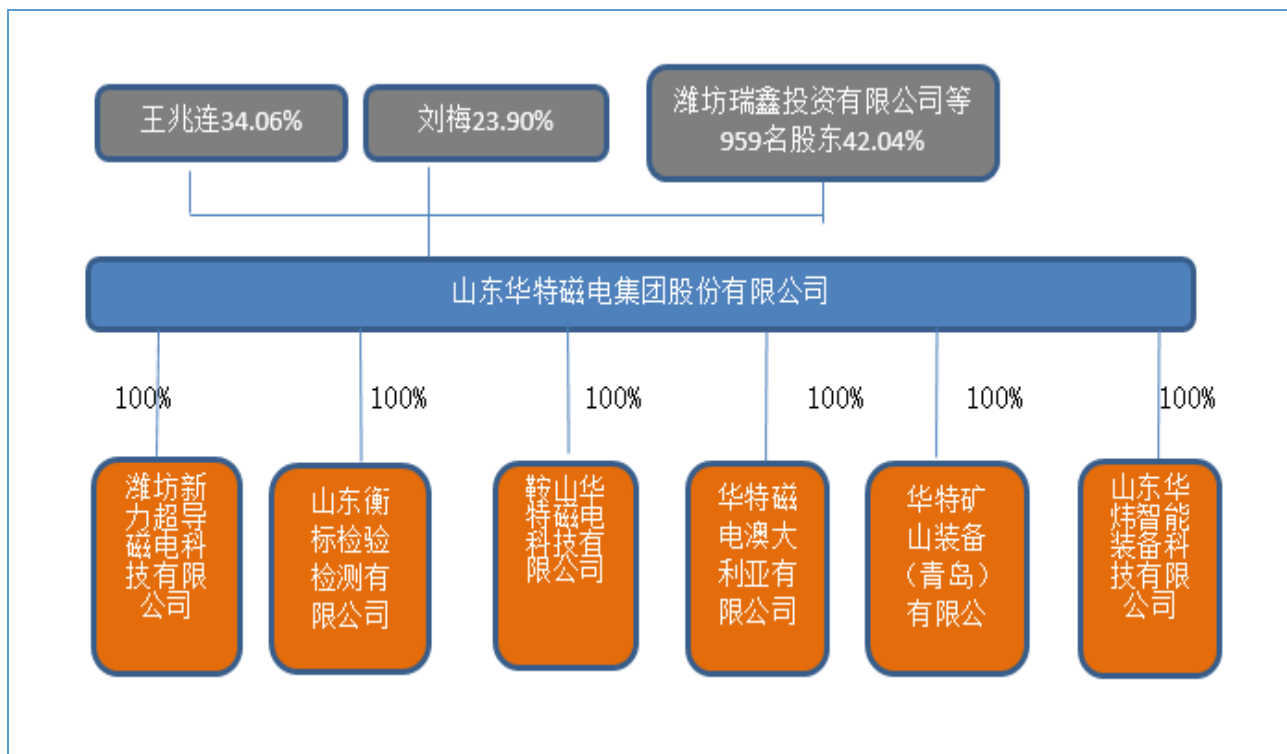 王兆连34.06%
刘梅23.90%
潍坊瑞鑫投资有限公司等
959名股东42.04%
山东华特磁电集团股份有限公司
100%
100%
100%
100%
100%
100%
潍坊新
力超导
磁电科
技有限
公司
山东衡
标检验
检测有
限公司
鞍山华
特磁电
科技有
限公司
华特磁
电澳大
利亚有
限公司
华特矿
山装备
（青岛）
有限公
山东华
炜智能
装备科
技有限
公司